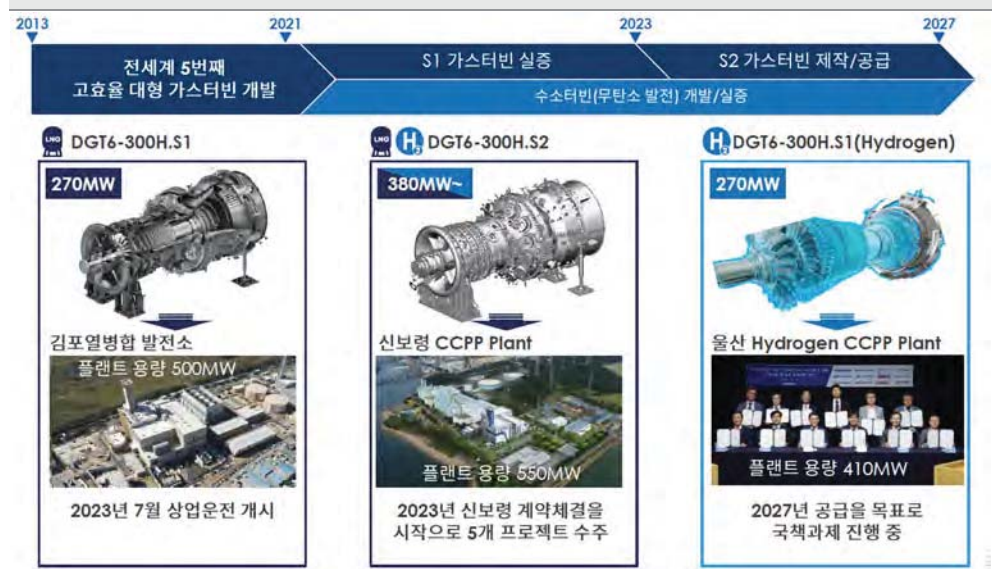 2013
2021
2023
2027
전세계 5번째
고효율 대형 가스터빈 개발
S1 가스터빈 실증
S2 가스터빈 제작/공급
수소터빈(무탄소 발전) 개발/실증
LNG DGT6-300H.S1
270MW
김포열병합 발전소
플랜트 용량 500MW
2023년 7월 상업운전 개시
LNG H2 DGT6-300H.S2
380MW~
신보령 CCPP Plant
플랜트 용량 550MW
2023년 신보령 계약체결을
시작으로 5개 프로젝트 수주
H2 DGT6-300H.S1(Hydrogen)
270MW
울산 Hydrogen CCPP Plant
플랜트 용량 410MW
2027년 공급을 목표로
국책과제 진행 중